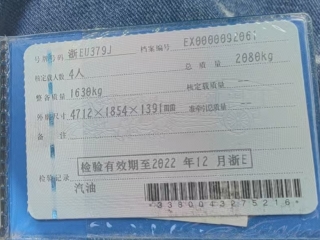 号牌号码 浙EU379J 档案编号 EX0000092067
核定载人数 4人 总质量 2080kg
整备质量 1630kg 核定载质量 --
外廓尺寸 4712×1854×1391mm 准牵引总质量 --
备注
检验有效期至2022年12月浙E
检验记录
汽油
*3390043275216*